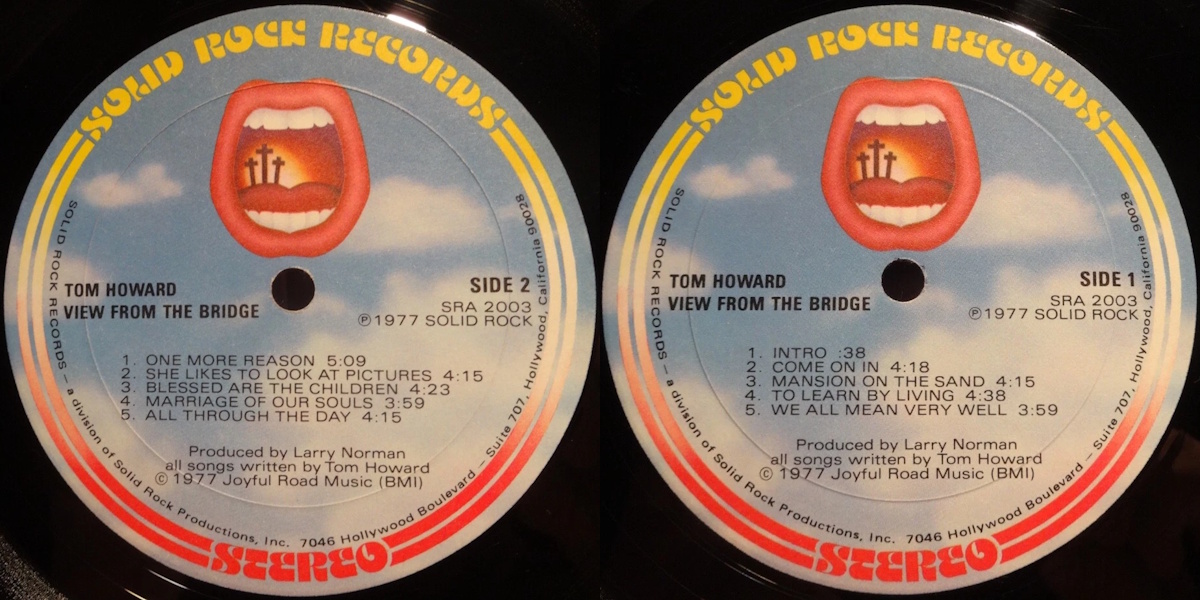 SOLID ROCK RECORDS
TOM HOWARD
VIEW FROM THE BRIDGE
SIDE 2
SRA 2003
℗1977 SOLID ROCK
1. ONE MORE REASON 5:09
2. SHE LIKES TO LOOK AT PICTURES 4:15
3. BLESSED ARE THE CHILDREN 4:23
4. MARRIAGE OF OUR SOULS 3:59
5. ALL THROUGH THE DAY 4:15
Produced by Larry Norman
all songs written by Tom Howard
© 1977 Joyful Road Music (BMI)
SOLID ROCK RECORDS – a division of Solid Rock Productions, Inc. 7046 Hollywood Boulevard – Suite 707, Hollywood, California 90028
STEREO
SOLID ROCK RECORDS
TOM HOWARD
VIEW FROM THE BRIDGE
SIDE 1
SRA 2003
℗1977 SOLID ROCK
1. INTRO :38
2. COME ON IN 4:18
3. MANSION ON THE SAND 4:15
4. TO LEARN BY LIVING 4:38
5. WE ALL MEAN VERY WELL 3:59
Produced by Larry Norman
all songs written by Tom Howard
© 1977 Joyful Road Music (BMI)
SOLID ROCK RECORDS – a division of Solid Rock Productions, Inc. 7046 Hollywood Boulevard – Suite 707, Hollywood, California 90028
STEREO